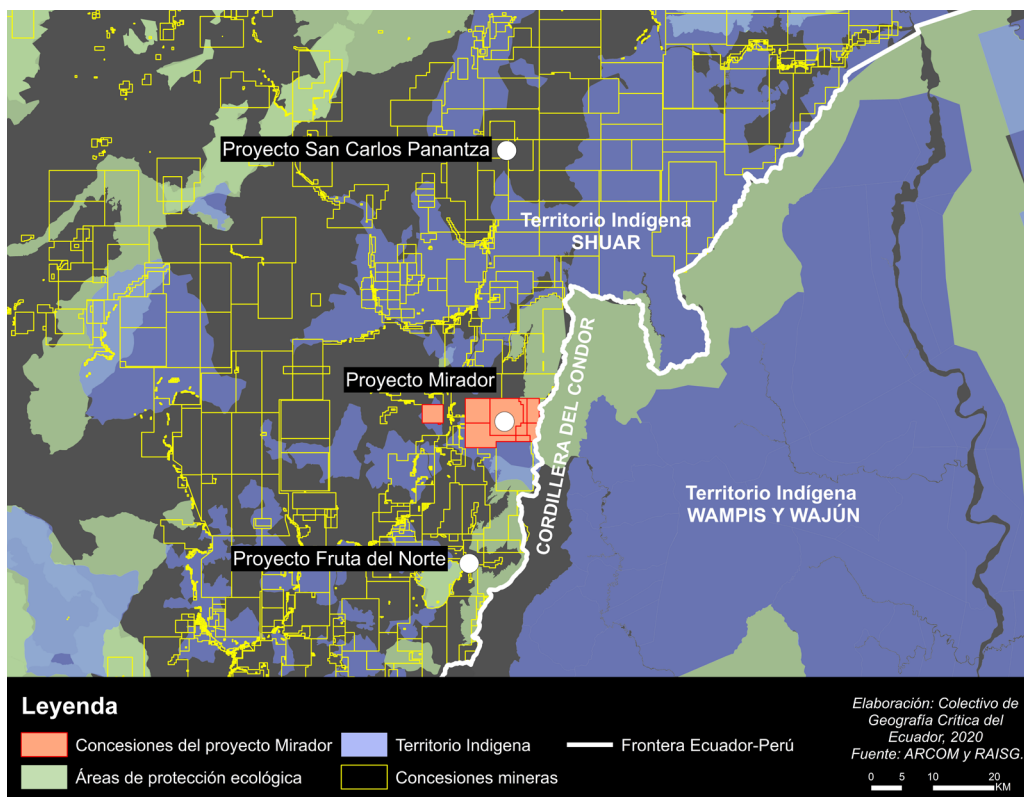 Proyecto San Carlos Panantza
Territorio Indígena
SHUAR
Proyecto Mirador
CORDILLERA DEL CONDOR
Territorio Indígena
WAMPIS Y WAJÚN
Proyecto Fruta del Norte
Leyenda
Concesiones del proyecto Mirador
Territorio Indigena
Frontera Ecuador-Perú
Áreas de protección ecológica
Concesiones mineras
Elaboración: Colectivo de
Geografía Crítica del
Ecuador, 2020
Fuente: ARCOM y RAISG.
0 5 10 20
KM